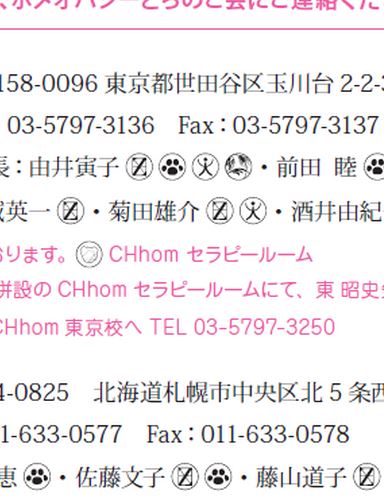 、ホメオパシーとらのこ会にご連絡くだ
158-0096 東京都世田谷区玉川台 2-2-3
03-5797-3136　Fax：03-5797-3137
長：由井寅子 ・前田 睦
英一 ・菊田雄介 ・酒井由紀
おります。 CHhom セラピールーム
併設の CHhom セラピールームにて、東 昭史
CHhom 東京校へ TEL 03-5797-3250
4-0825　北海道札幌市中央区北 5 条西
1-633-0577　Fax：011-633-0578
恵 ・佐藤文子 ・藤山道子